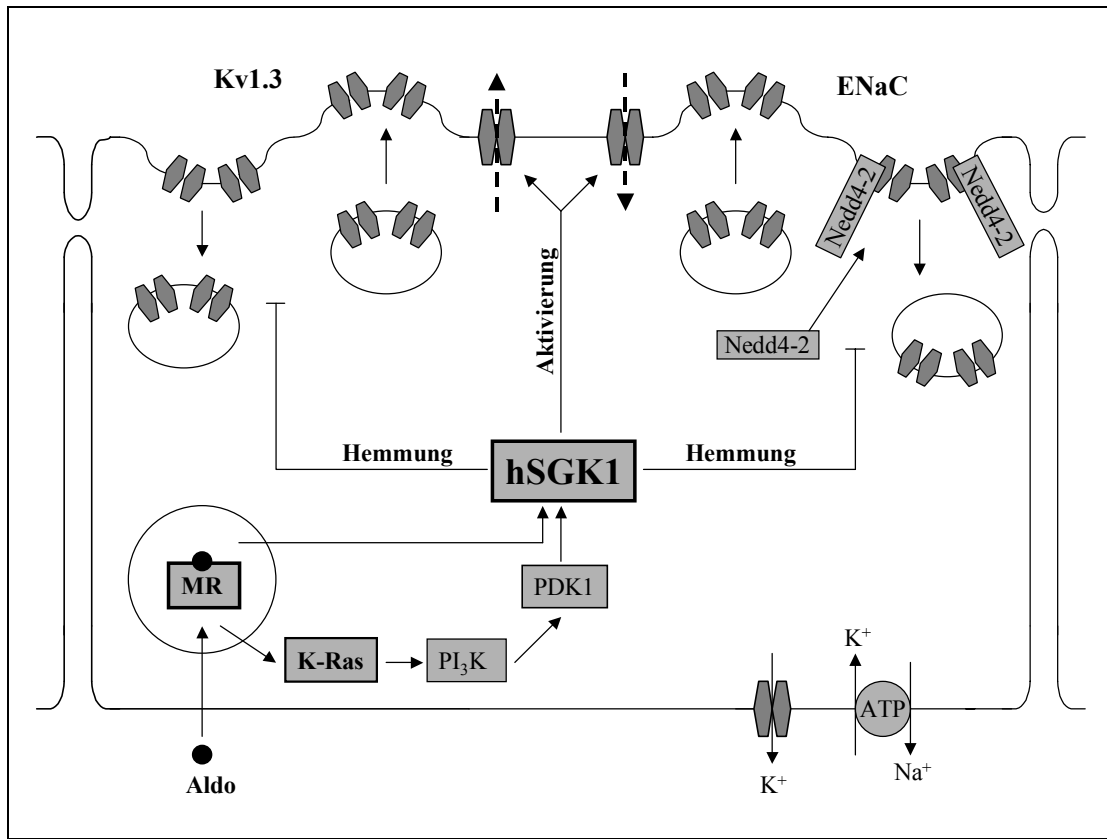 Kv1.3
ENaC
Nedd4-2
Nedd4-2
Aktivierung
Nedd4-2
Hemmung
hSGK1
Hemmung
MR
PDK1
K-Ras
PI₃K
K⁺
ATP
K⁺
Na⁺
Aldo